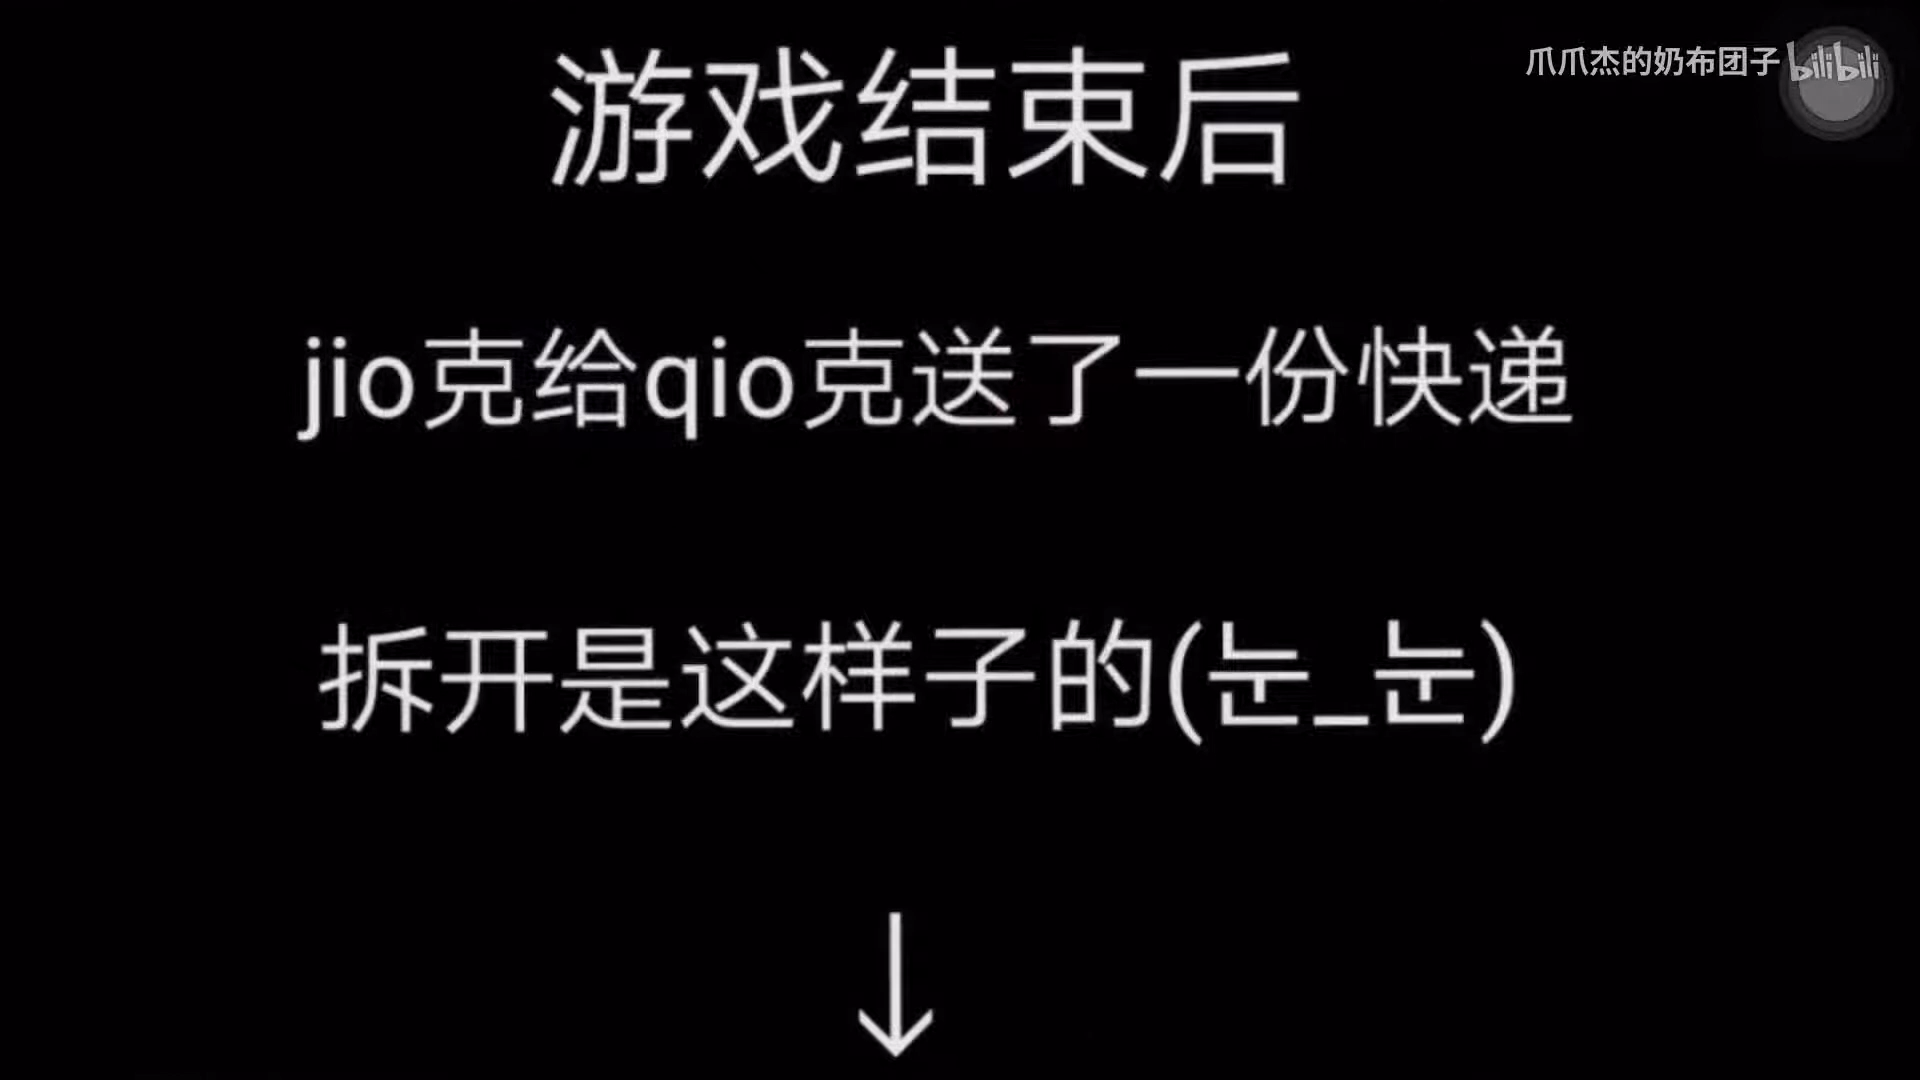 爪爪杰的奶布团子 bilibili
游戏结束后
jio克给qio克送了一份快递
拆开是这样子的(눈_눈)
↓